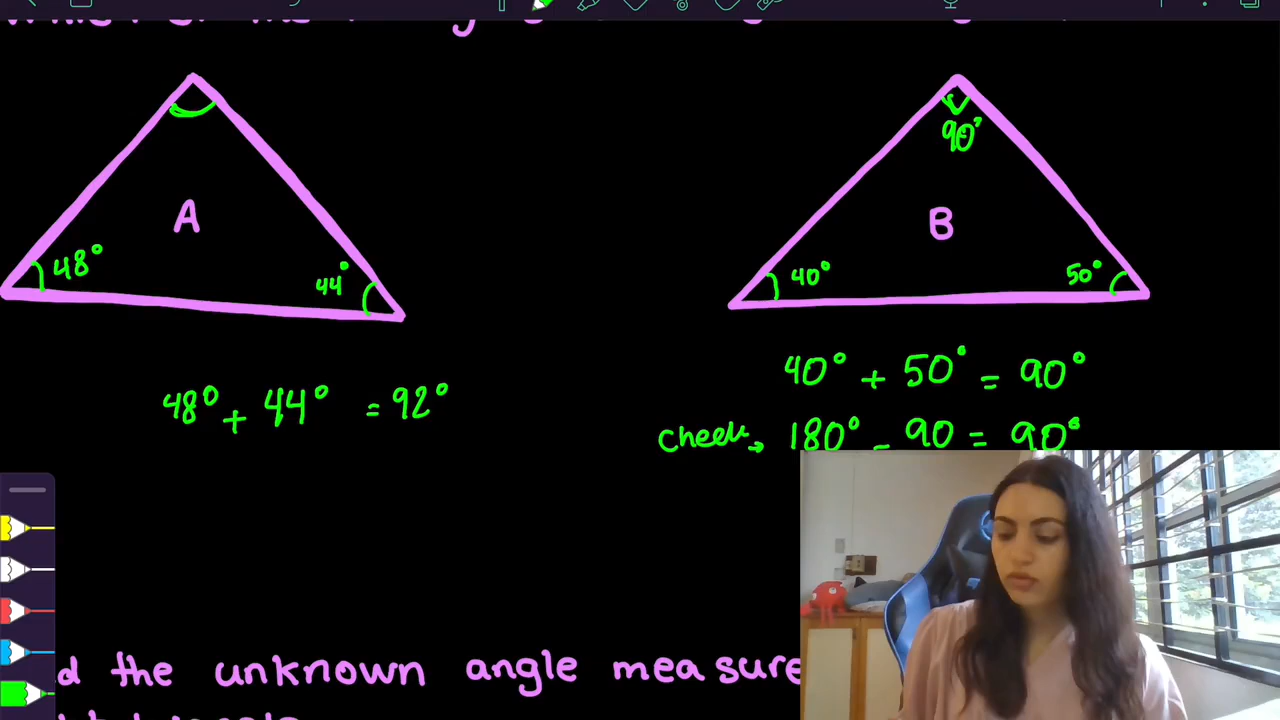 90°
A
B
48°
44°
40°
50°
48° + 44° = 92°
40° + 50° = 90°
Check → 180° - 90 = 90°
d the unknown angle measure